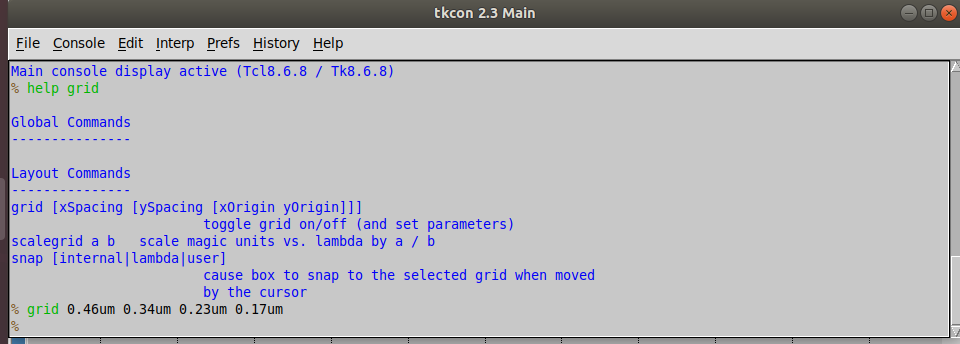 tkcon 2.3 Main
File Console Edit Interp Prefs History Help
Main console display active (Tcl8.6.8 / Tk8.6.8)
% help grid
Global Commands
---------------
Layout Commands
---------------
grid [xSpacing [ySpacing [xOrigin yOrigin]]]
toggle grid on/off (and set parameters)
scalegrid a b   scale magic units vs. lambda by a / b
snap [internal|lambda|user]
cause box to snap to the selected grid when moved
by the cursor
% grid 0.46um 0.34um 0.23um 0.17um
%